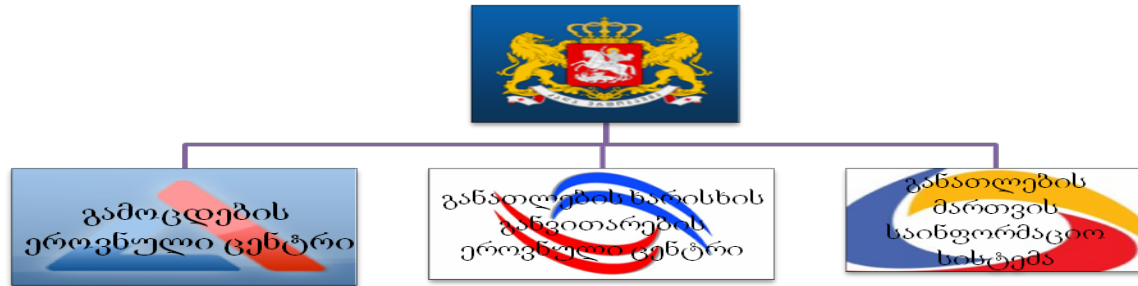 გამოცდების
ეროვნული ცენტრი
განათლების ხარისხის
განვითარების
ეროვნული ცენტრი
განათლების
მართვის
საინფორმაციო
სისტემა